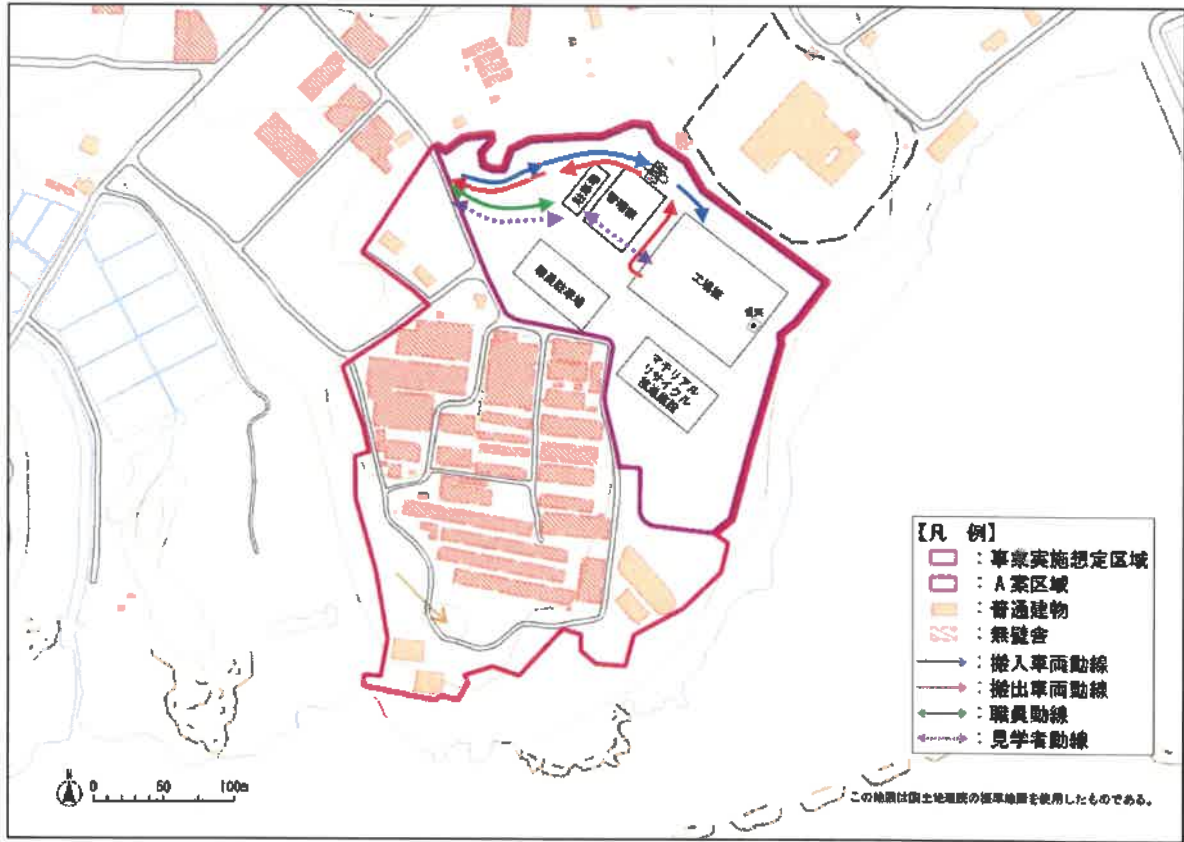 計量
駐車場
管理棟
職員駐車場
工場棟
煙突
マテリアル
リサイクル
推進施設
【凡 例】
：事業実施想定区域
：A案区域
：普通建物
：無壁舎
：搬入車両動線
：搬出車両動線
：職員動線
：見学者動線
N
0 50 100m
この地図は国土地理院の標準地図を使用したものである。